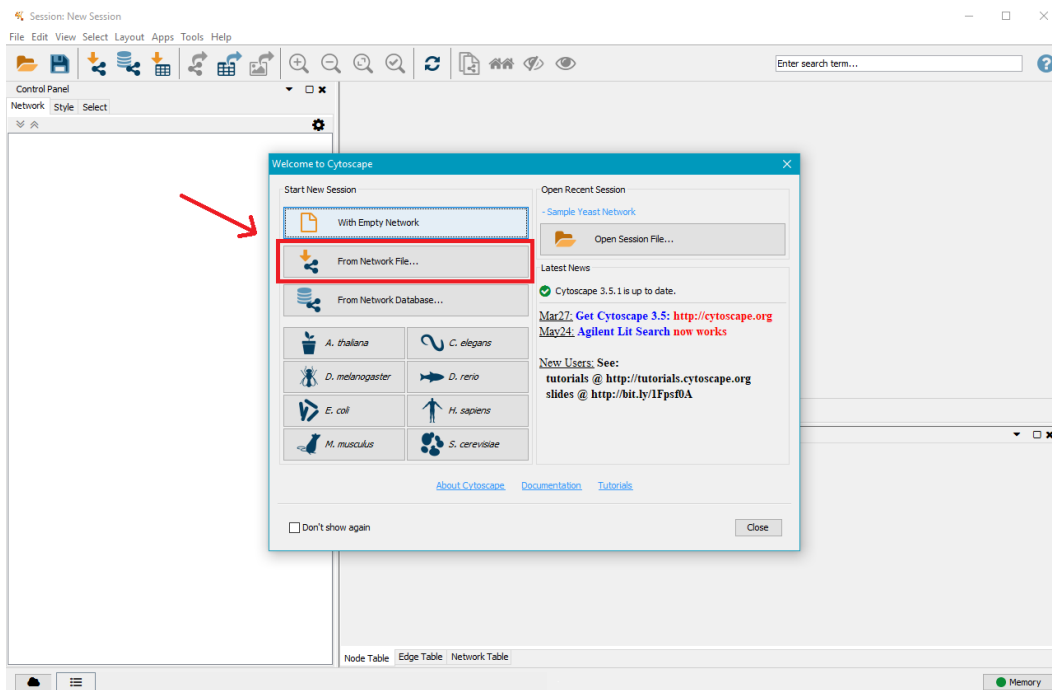 Session: New Session
File Edit View Select Layout Apps Tools Help
Enter search term...
?
Control Panel
Network Style Select
Welcome to Cytoscape
Start New Session
With Empty Network
From Network File...
From Network Database...
A. thaliana
C. elegans
D. melanogaster
D. rerio
E. coli
H. sapiens
M. musculus
S. cerevisiae
Open Recent Session
- Sample Yeast Network
Open Session File...
Latest News
Cytoscape 3.5.1 is up to date.
Mar27: Get Cytoscape 3.5: http://cytoscape.org
May24: Agilent Lit Search now works
New Users: See:
tutorials @ http://tutorials.cytoscape.org
slides @ http://bit.ly/1Fpsf0A
About Cytoscape Documentation Tutorials
Don't show again
Close
Node Table Edge Table Network Table
Memory